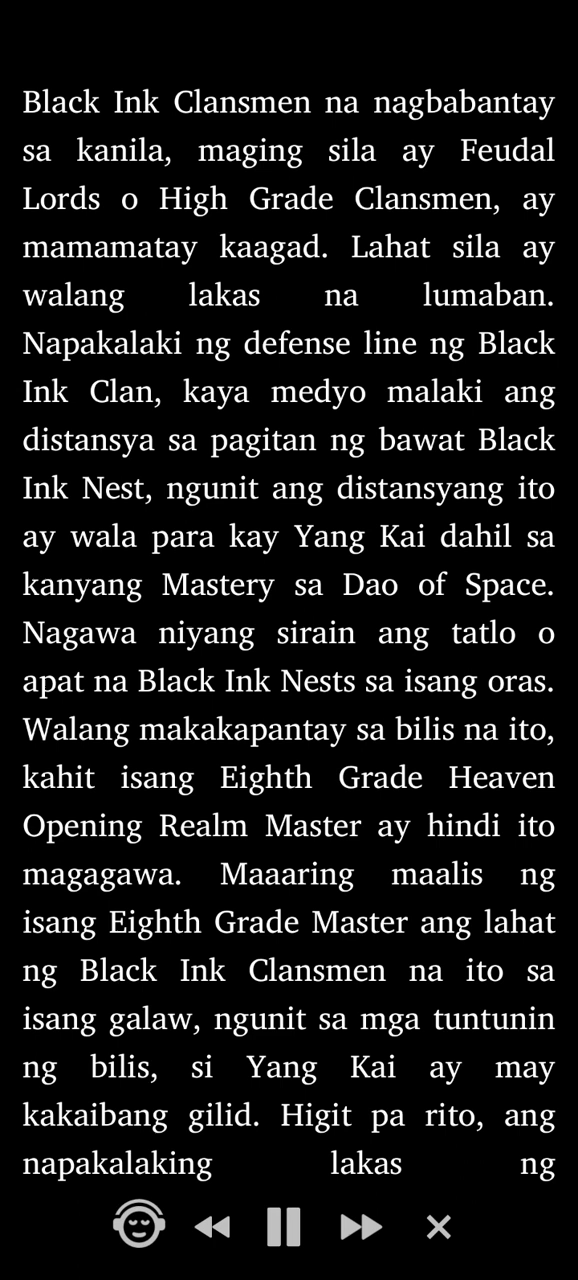 Black Ink Clansmen na nagbabantay
sa kanila, maging sila ay Feudal
Lords o High Grade Clansmen, ay
mamamatay kaagad. Lahat sila ay
walang lakas na lumaban.
Napakalaki ng defense line ng Black
Ink Clan, kaya medyo malaki ang
distansya sa pagitan ng bawat Black
Ink Nest, ngunit ang distansyang ito
ay wala para kay Yang Kai dahil sa
kanyang Mastery sa Dao of Space.
Nagawa niyang sirain ang tatlo o
apat na Black Ink Nests sa isang oras.
Walang makakapantay sa bilis na ito,
kahit isang Eighth Grade Heaven
Opening Realm Master ay hindi ito
magagawa. Maaaring maalis ng
isang Eighth Grade Master ang lahat
ng Black Ink Clansmen na ito sa
isang galaw, ngunit sa mga tuntunin
ng bilis, si Yang Kai ay may
kakaibang gilid. Higit pa rito, ang
napakalaking lakas ng